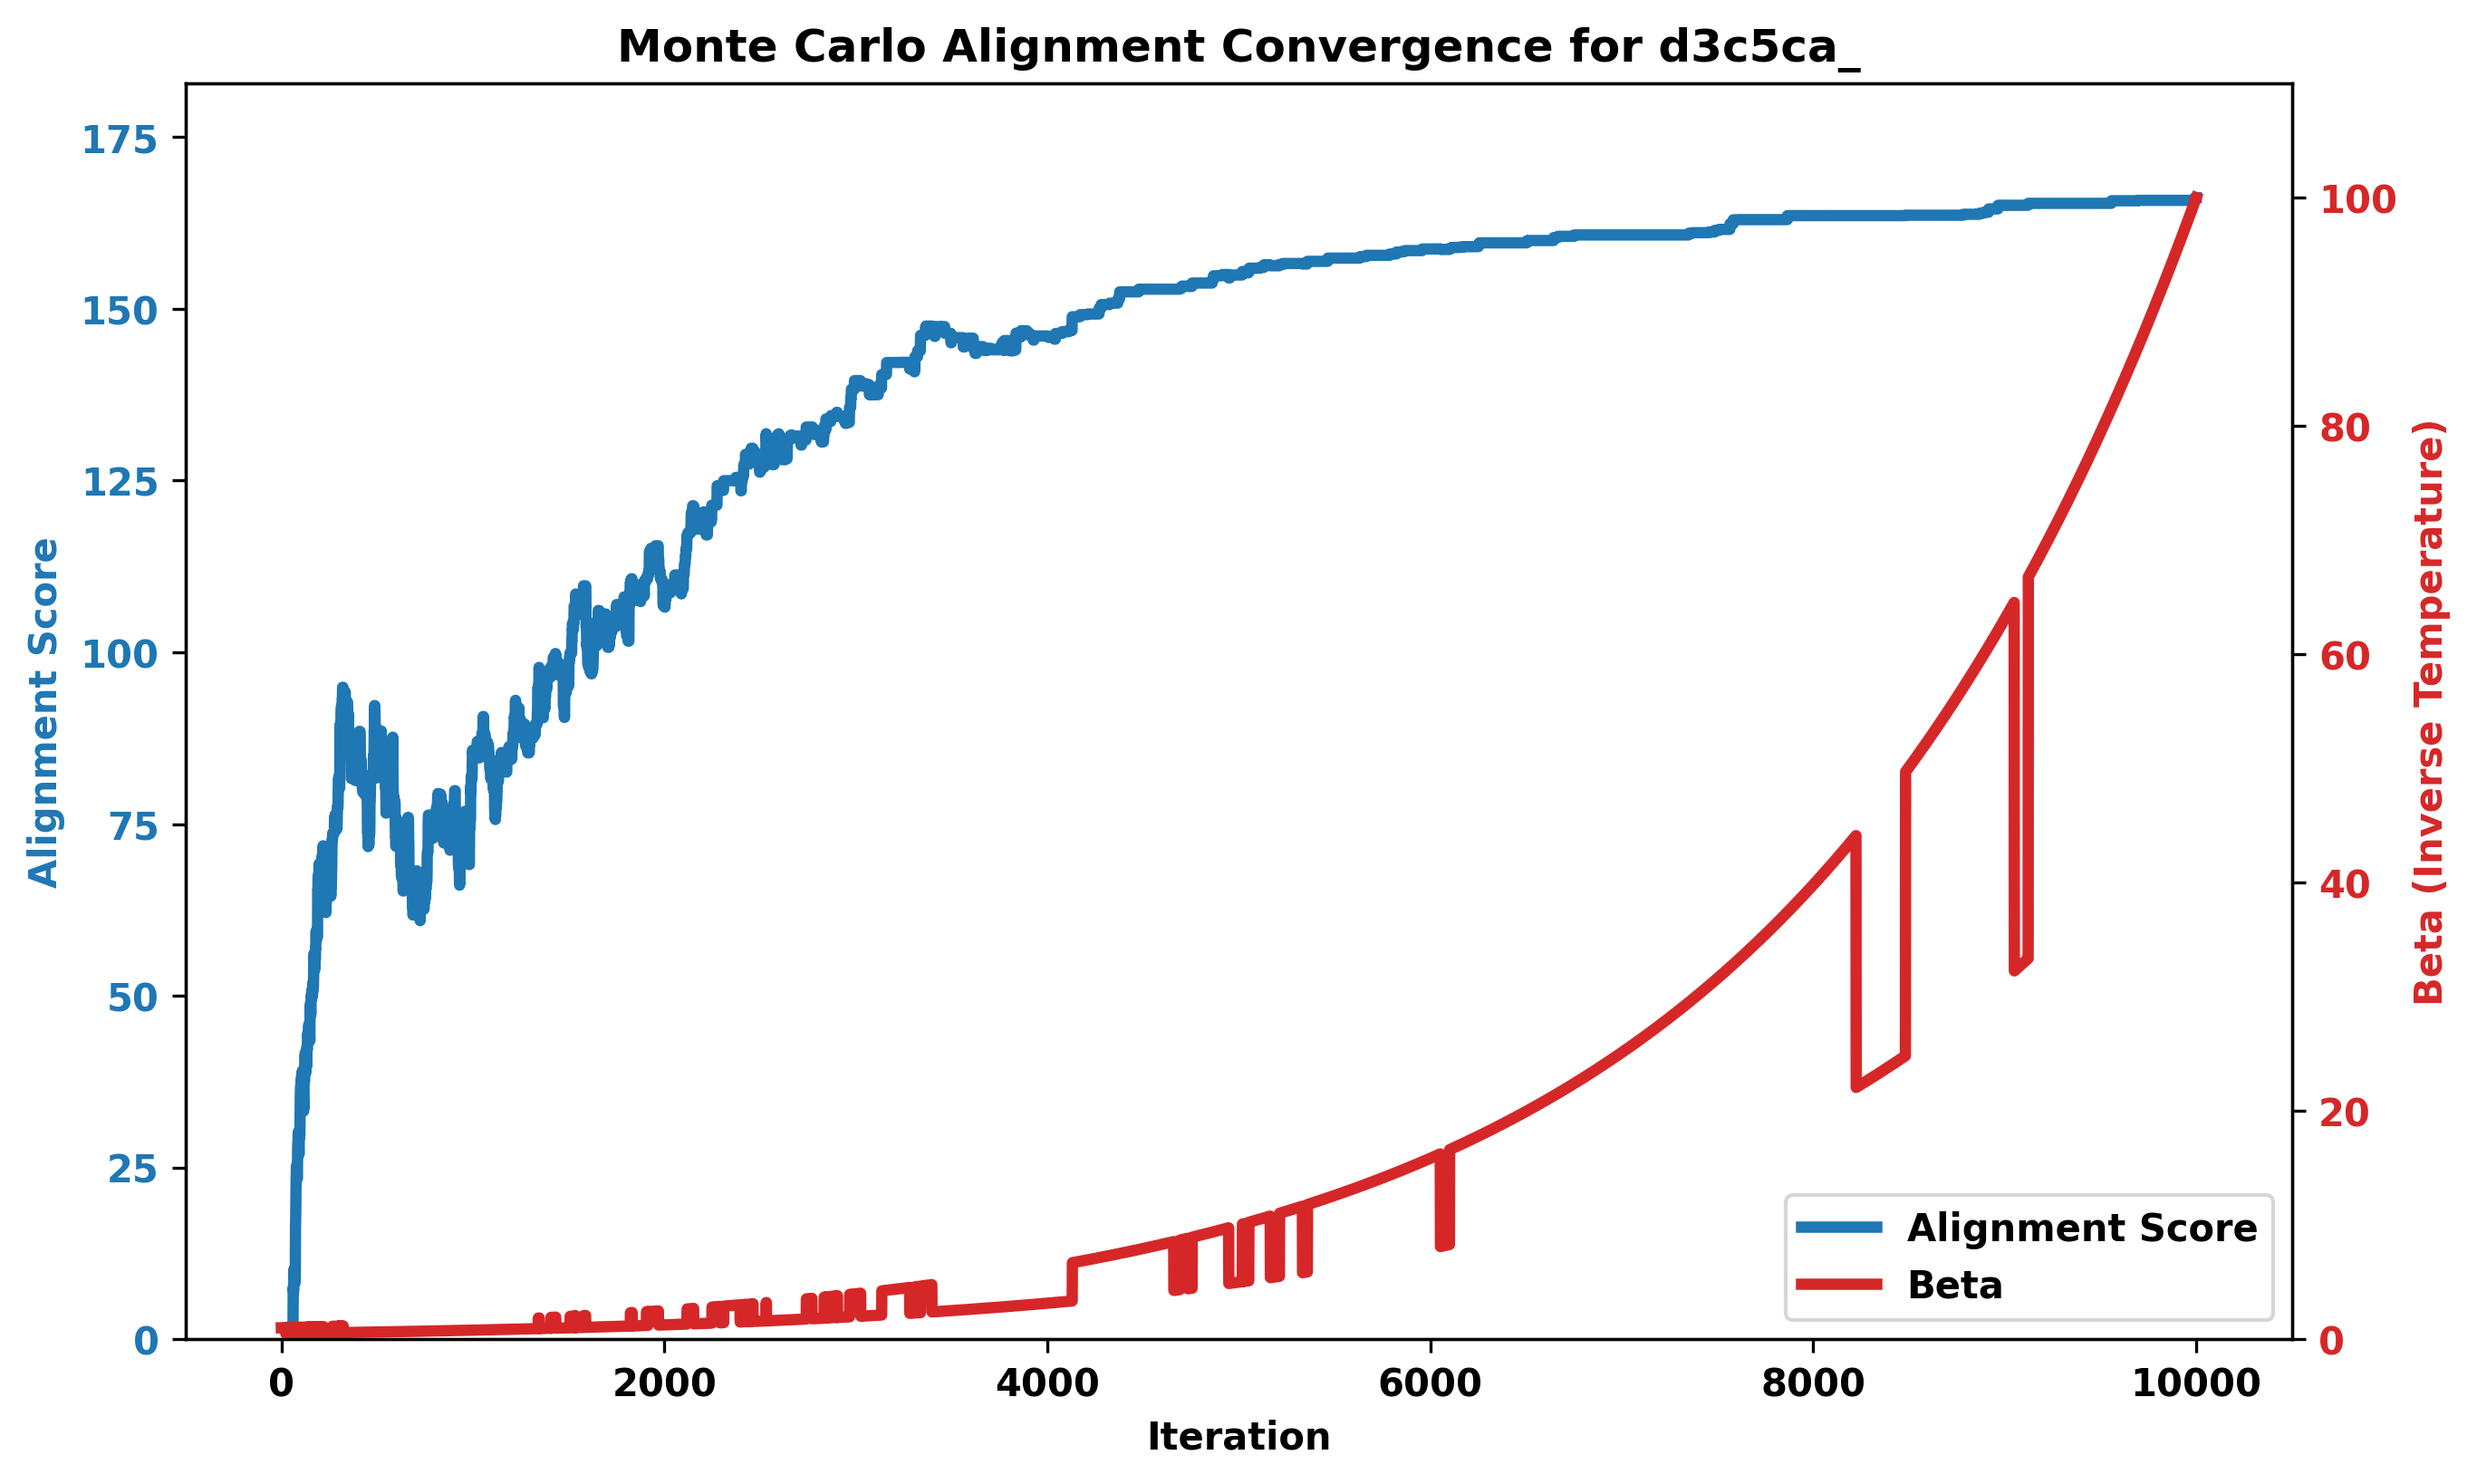 Monte Carlo Alignment Convergence for d3c5ca_
175
150
125
100
75
50
25
0
Alignment Score
100
80
60
40
20
0
Beta (Inverse Temperature)
Alignment Score
Beta
0 2000 4000 6000 8000 10000
Iteration